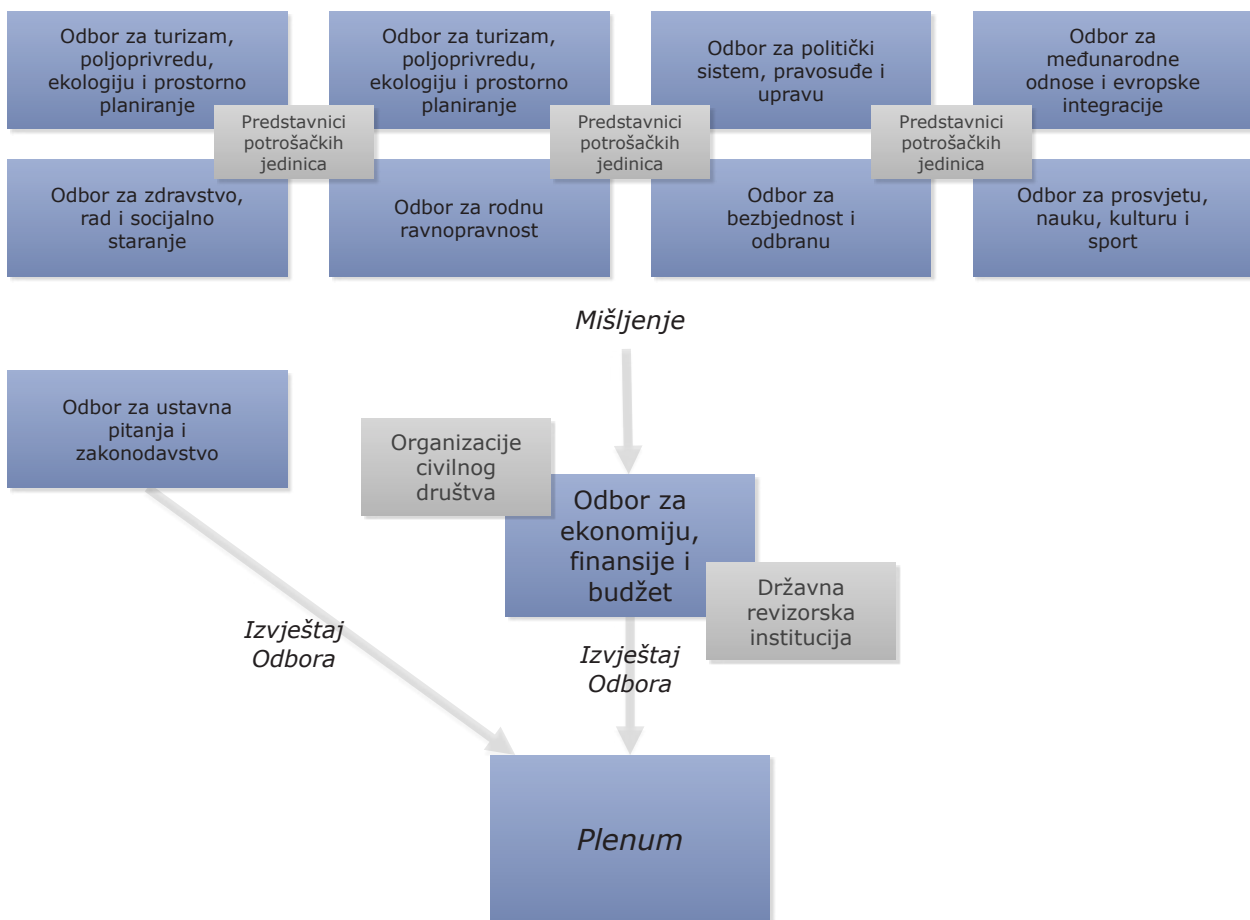 Odbor za turizam,
poljoprivredu,
ekologiju i prostorno
planiranje
Odbor za turizam,
poljoprivredu,
ekologiju i prostorno
planiranje
Odbor za politički
sistem, pravosuđe i
upravu
Odbor za
međunarodne
odnose i evropske
integracije
Predstavnici
potrošačkih
jedinica
Predstavnici
potrošačkih
jedinica
Predstavnici
potrošačkih
jedinica
Odbor za zdravstvo,
rad i socijalno
staranje
Odbor za rodnu
ravnopravnost
Odbor za
bezbjednost i
odbranu
Odbor za prosvjetu,
nauku, kulturu i
sport
Mišljenje
Odbor za ustavna
pitanja i
zakonodavstvo
Organizacije
civilnog
društva
Odbor za
ekonomiju,
finansije i
budžet
Državna
revizorska
institucija
Izvještaj
Odbora
Izvještaj
Odbora
Plenum